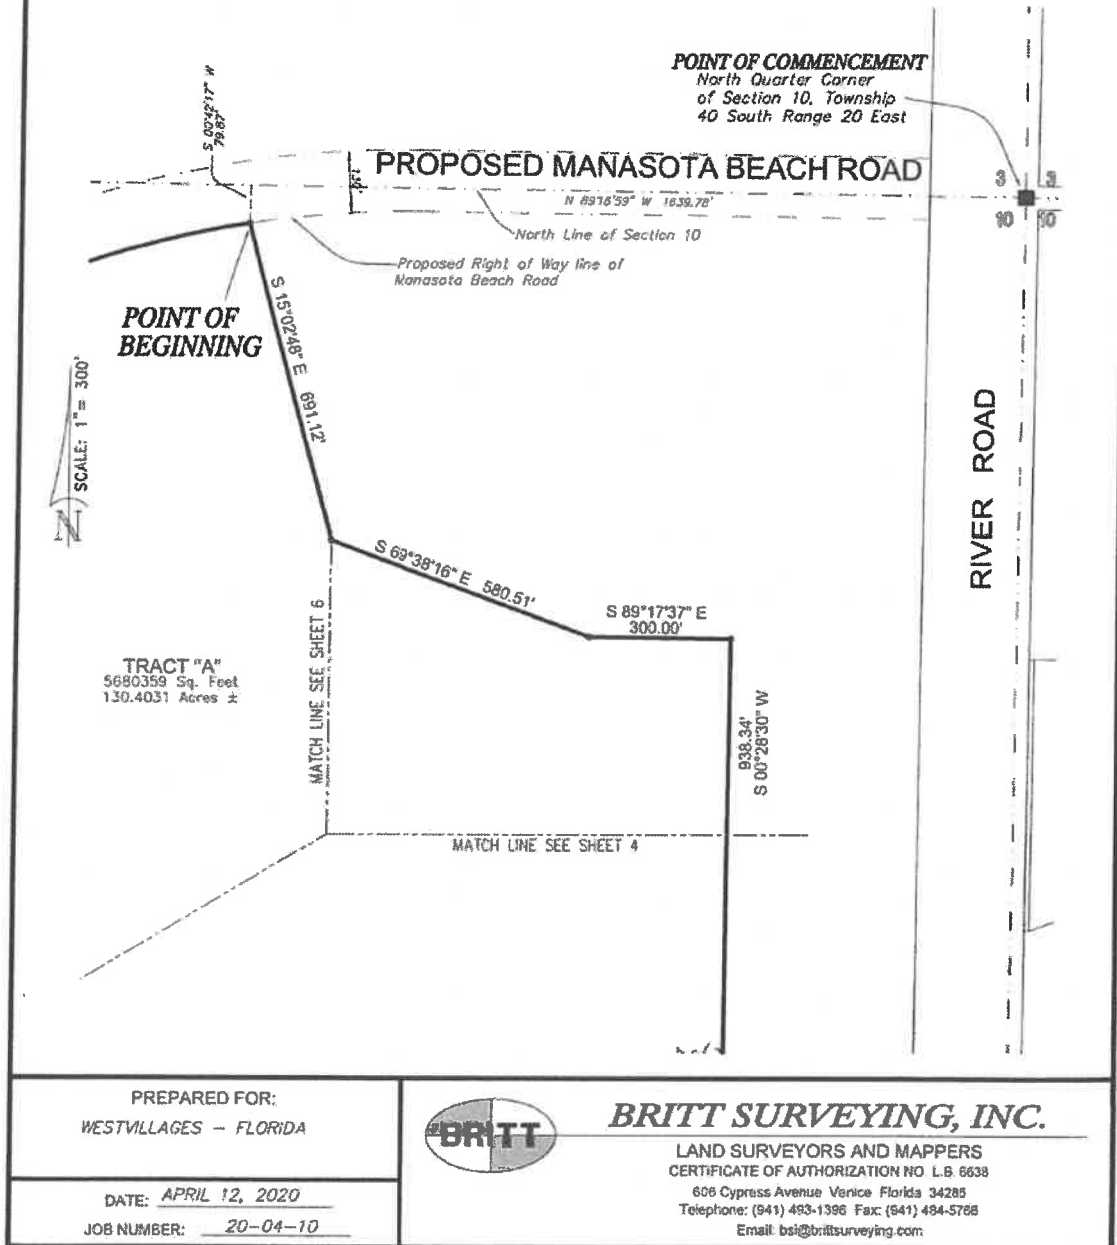 POINT OF COMMENCEMENT
North Quarter Corner
of Section 10, Township
40 South Range 20 East
S 00°42'17" W
79.87'
PROPOSED MANASOTA BEACH ROAD
130'
N 89°16'59" W 1639.78'
North Line of Section 10
Proposed Right of Way line of
Manasota Beach Road
10
POINT OF
BEGINNING
S 15°02'48" E 691.12'
SCALE: 1" = 300'
N
RIVER ROAD
S 69°38'16" E 580.51'
S 89°17'37" E
300.00'
TRACT "A"
5680359 Sq. Feet
130.4031 Acres ±
MATCH LINE SEE SHEET 6
938.34'
S 00°28'30" W
MATCH LINE SEE SHEET 4
PREPARED FOR:
WESTVILLAGES – FLORIDA
DATE: APRIL 12, 2020
JOB NUMBER: 20-04-10
BRITT
BRITT SURVEYING, INC.
LAND SURVEYORS AND MAPPERS
CERTIFICATE OF AUTHORIZATION NO L.B. 6638
606 Cypress Avenue Venice Florida 34285
Telephone: (941) 493-1396 Fax: (941) 484-5766
Email: bsi@brittsurveying.com